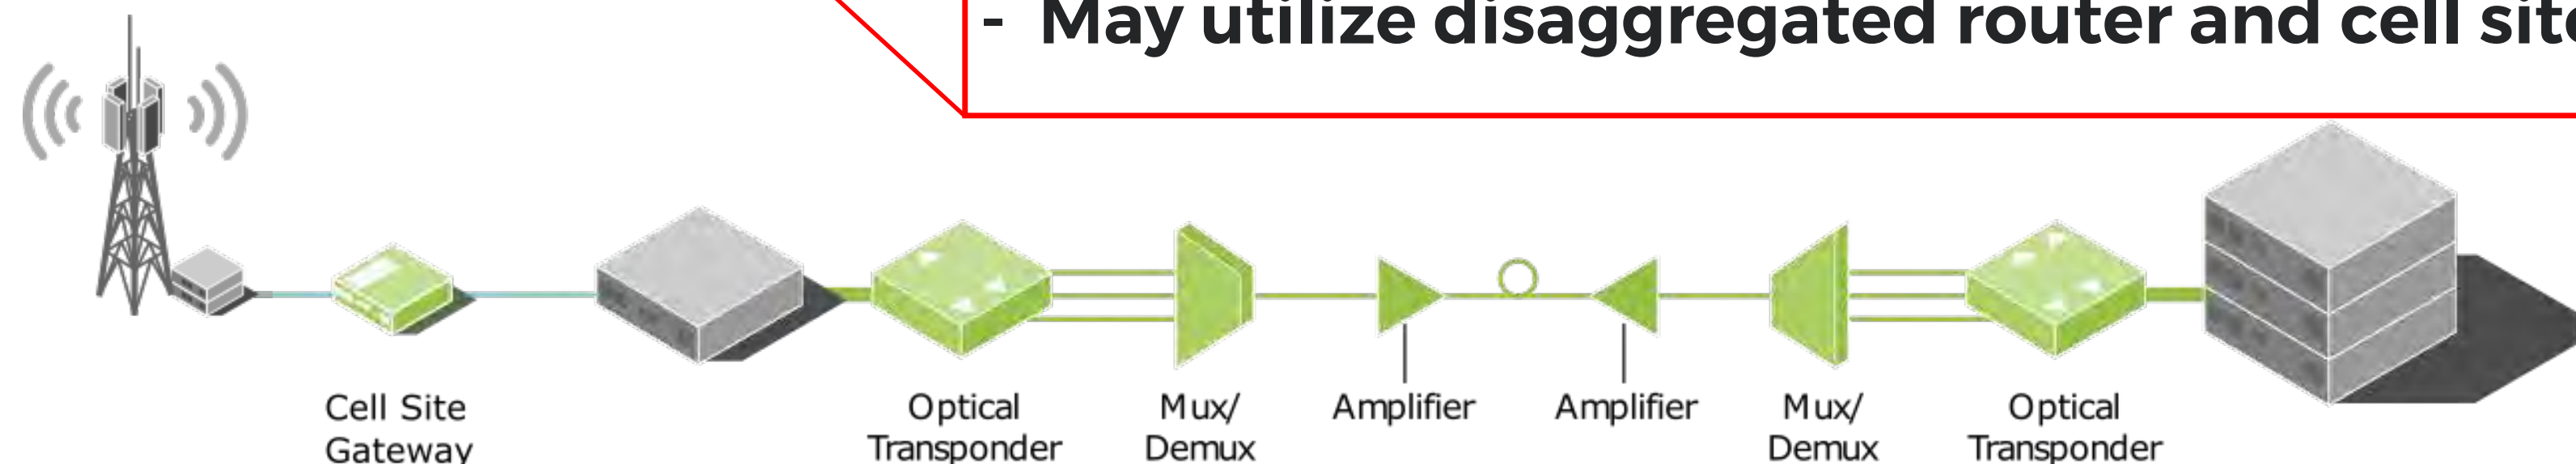 - May utilize disaggregated router and cell site
Cell Site
Gateway
Optical
Transponder
Mux/
Demux
Amplifier
Amplifier
Mux/
Demux
Optical
Transponder